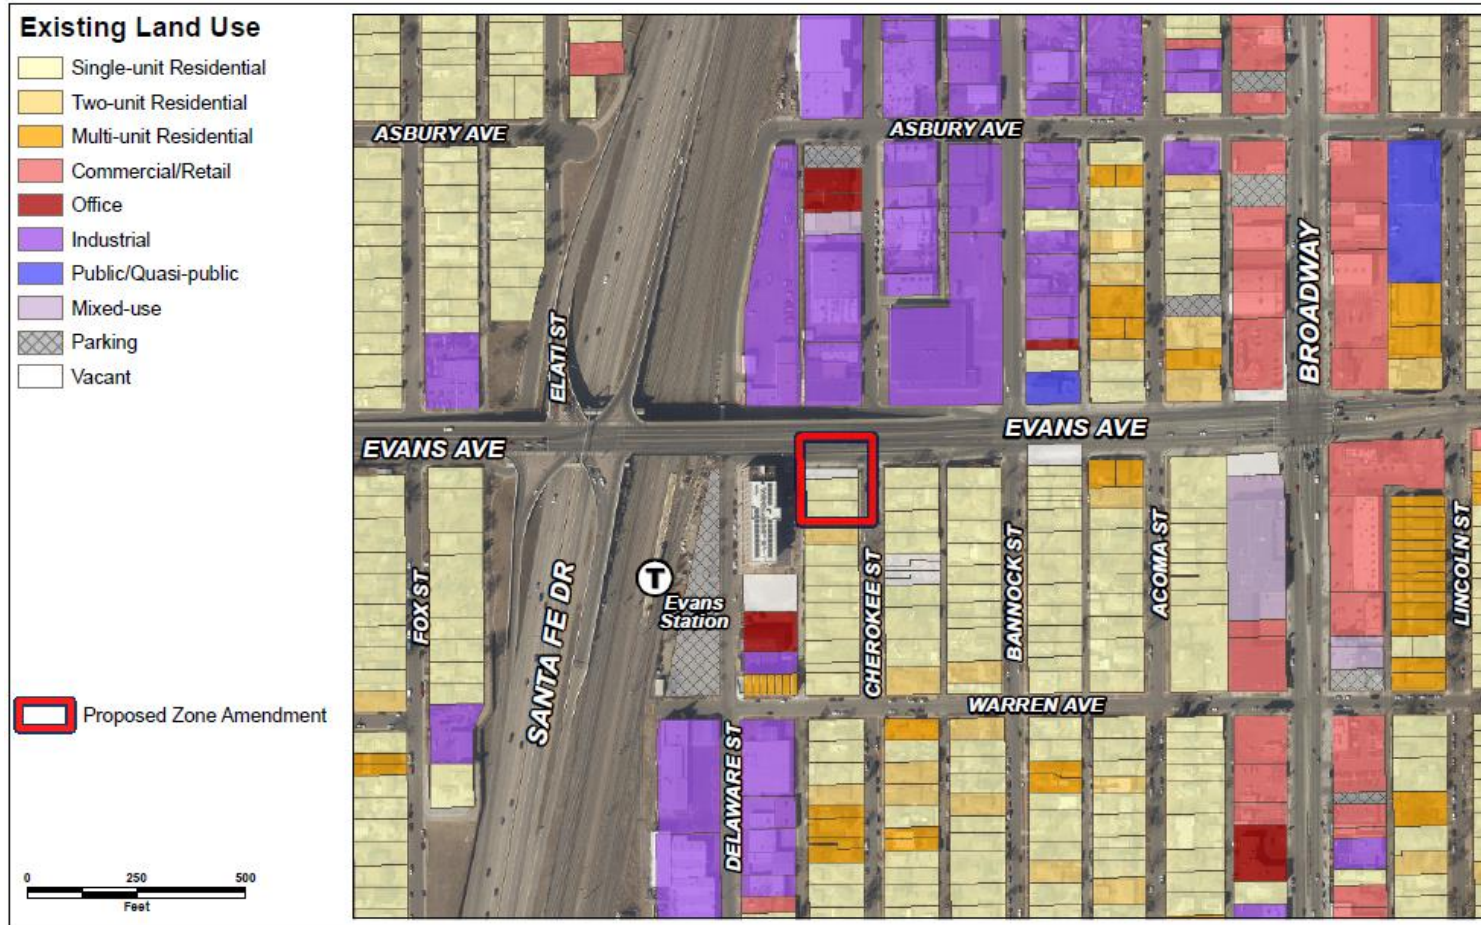 Existing Land Use
Single-unit Residential
Two-unit Residential
Multi-unit Residential
Commercial/Retail
Office
Industrial
Public/Quasi-public
Mixed-use
Parking
Vacant
Proposed Zone Amendment
0 250 500
Feet
ASBURY AVE
ASBURY AVE
ELATI ST
BROADWAY
EVANS AVE
EVANS AVE
FOX ST
SANTA FE DR
T
Evans
Station
CHEROKEE ST
BANNOCK ST
ACOMA ST
LINCOLN ST
WARREN AVE
DELAWARE ST